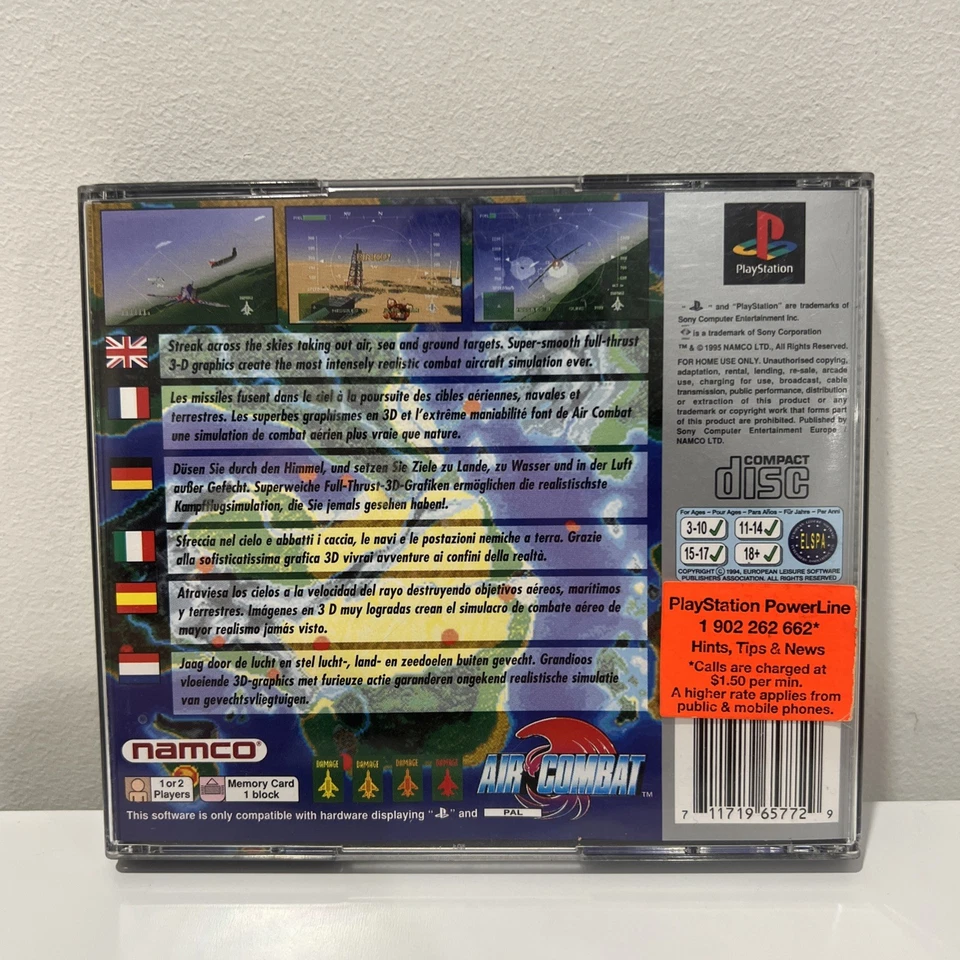 PlayStation
"PlayStation" are trademarks of
Sony Computer Entertainment Inc.
is a trademark of Sony Corporation
™ & © 1995 NAMCO LTD., All Rights Reserved.
FOR HOME USE ONLY. Unauthorised copying,
adaptation, rental, lending, re-sale, arcade
use, charging for use, broadcast, cable
transmission, public performance, distribution
or extraction of this product or any
trademark or copyright work that forms part
of this product are prohibited. Published by
Sony Computer Entertainment Europe /
NAMCO LTD.
Streak across the skies taking out air, sea and ground targets. Super-smooth full-thrust
3-D graphics create the most intensely realistic combat aircraft simulation ever.
Les missiles fusent dans le ciel à la poursuite des cibles aériennes, navales et
terrestres. Les superbes graphismes en 3D et l'extrême maniabilité font de Air Combat
une simulation de combat aérien plus vraie que nature.
Düsen Sie durch den Himmel, und setzen Sie Ziele zu Lande, zu Wasser und in der Luft
außer Gefecht. Superweiche Full-Thrust-3D-Grafiken ermöglichen die realistischste
Kampfflugsimulation, die Sie jemals gesehen haben!.
Sfreccia nel cielo e abbatti i caccia, le navi e le postazioni nemiche a terra. Grazie
alla sofisticatissima grafica 3D vivrai avventure ai confini della realtà.
Atraviesa los cielos a la velocidad del rayo destruyendo objetivos aéreos, marítimos
y terrestres. Imágenes en 3 D muy logradas crean el simulacro de combate aéreo de
mayor realismo jamás visto.
Jaag door de lucht en stel lucht-, land- en zeedoelen buiten gevecht. Grandioos
vloeiende 3D-graphics met furieuze actie garanderen ongekend realistische simulatie
van gevechtsvliegtuigen.
COMPACT
disc
For Ages – Pour Ages – Para Años – Für Jahre – Per Anni
3-10 11-14
15-17 18+
ELSPA
COPYRIGHT © 1994, EUROPEAN LEISURE SOFTWARE
PUBLISHERS ASSOCIATION. ALL RIGHTS RESERVED
PlayStation PowerLine
1 902 262 662*
Hints, Tips & News
*Calls are charged at
$1.50 per min.
A higher rate applies from
public & mobile phones.
namco®
1 or 2
Players
Memory Card
1 block
DAMAGE DAMAGE DAMAGE DAMAGE
AIR COMBAT ™
This software is only compatible with hardware displaying " " and PAL
7 11719 65772 9